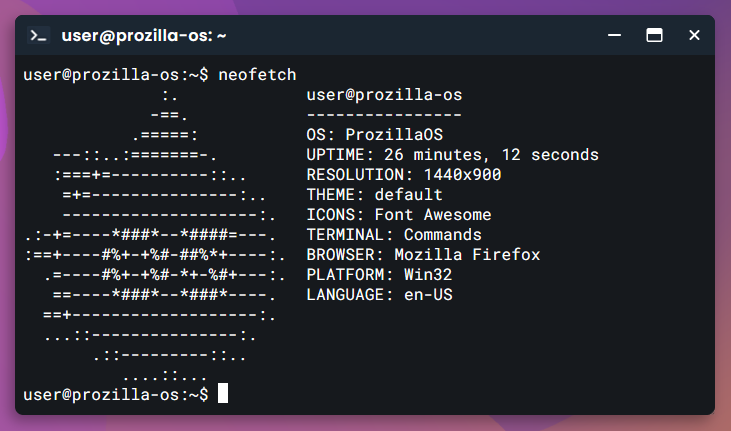 user@prozilla-os: ~
user@prozilla-os:~$ neofetch
                :.             user@prozilla-os
               -==.            ----------------
             .=====:           OS: ProzillaOS
   ---::..:=======-.           UPTIME: 26 minutes, 12 seconds
   :===+=----------::..        RESOLUTION: 1440x900
    =+=---------------:..      THEME: default
    --------------------:.     ICONS: Font Awesome
.:-+=----*###*--*####=---.     TERMINAL: Commands
:==+----#%+-+%#-##%*+----:.    BROWSER: Mozilla Firefox
  .=----#%+-+%#-*+-%#+---:.    PLATFORM: Win32
   ==----*###*--*###*----.     LANGUAGE: en-US
  ==+-------------------:.
  ...::---------------:.
       .::---------::..
          ....::...
user@prozilla-os:~$